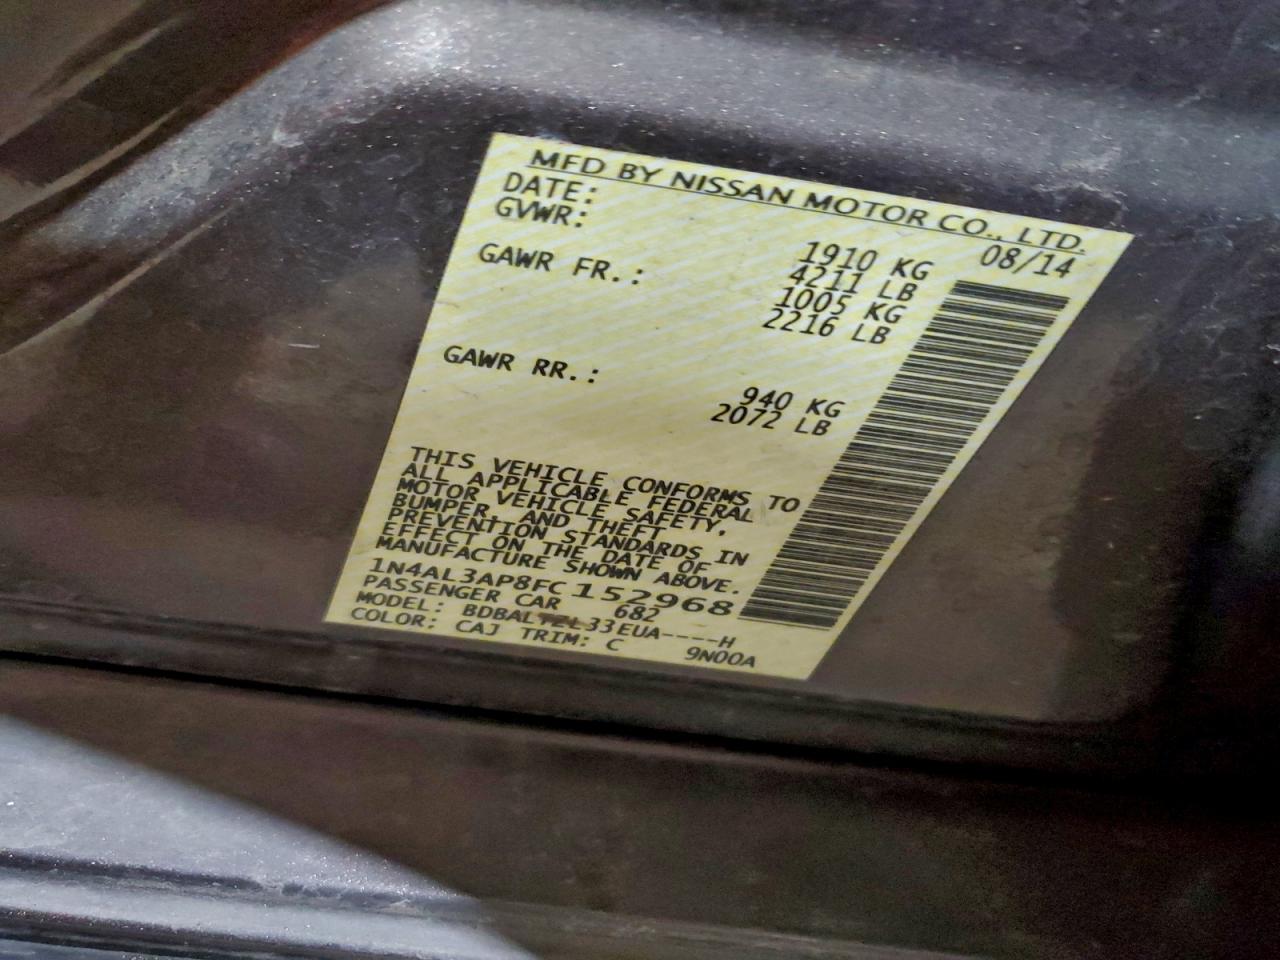 MFD BY NISSAN MOTOR CO., LTD.
DATE: 08/14
GVWR: 1910 KG
4211 LB
GAWR FR.: 1005 KG
2216 LB
GAWR RR.: 940 KG
2072 LB
THIS VEHICLE CONFORMS TO
ALL APPLICABLE FEDERAL
MOTOR VEHICLE SAFETY,
BUMPER, AND THEFT
PREVENTION STANDARDS IN
EFFECT ON THE DATE OF
MANUFACTURE SHOWN ABOVE.
1N4AL3AP8FC152968
PASSENGER CAR 682
MODEL:
COLOR: CAJ TRIM: C 9N00A